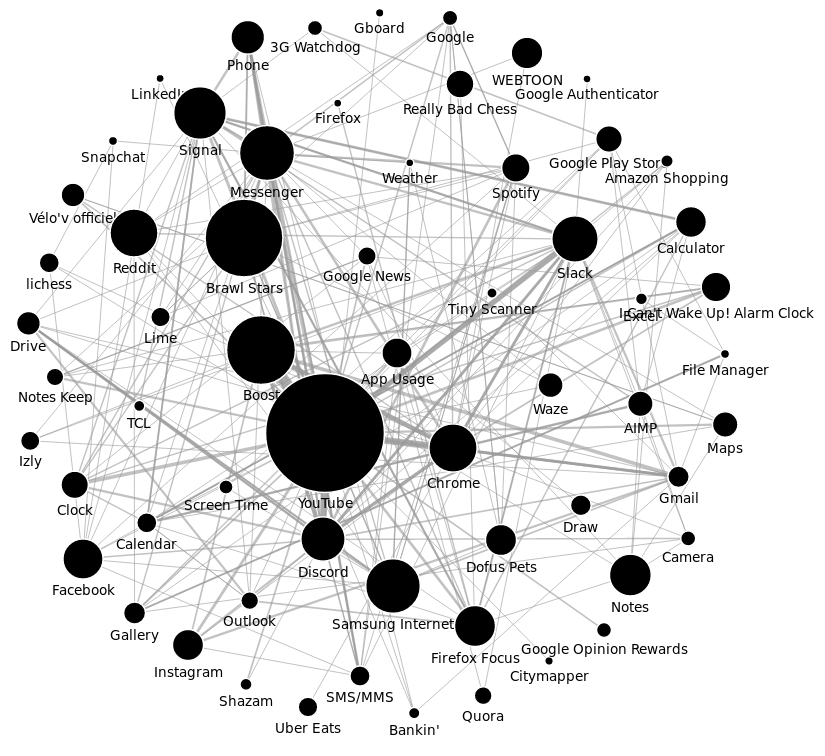 Gboard
Google
3G Watchdog
Phone
WEBTOON
Google Authenticator
LinkedIn
Really Bad Chess
Firefox
Signal
Snapchat
Google Play Stor
Amazon Shopping
Weather
Messenger
Spotify
Vélo'v officiel
Calculator
Reddit
Slack
Google News
lichess
Brawl Stars
Tiny Scanner
I Can't Wake Up! Alarm Clock
Excel
Lime
Drive
File Manager
App Usage
Boost
Notes Keep
Waze
TCL
AIMP
Maps
Izly
Chrome
Gmail
YouTube
Screen Time
Clock
Draw
Calendar
Camera
Dofus Pets
Discord
Facebook
Notes
Outlook
Samsung Internet
Gallery
Google Opinion Rewards
Firefox Focus
Instagram
Citymapper
SMS/MMS
Shazam
Quora
Uber Eats
Bankin'